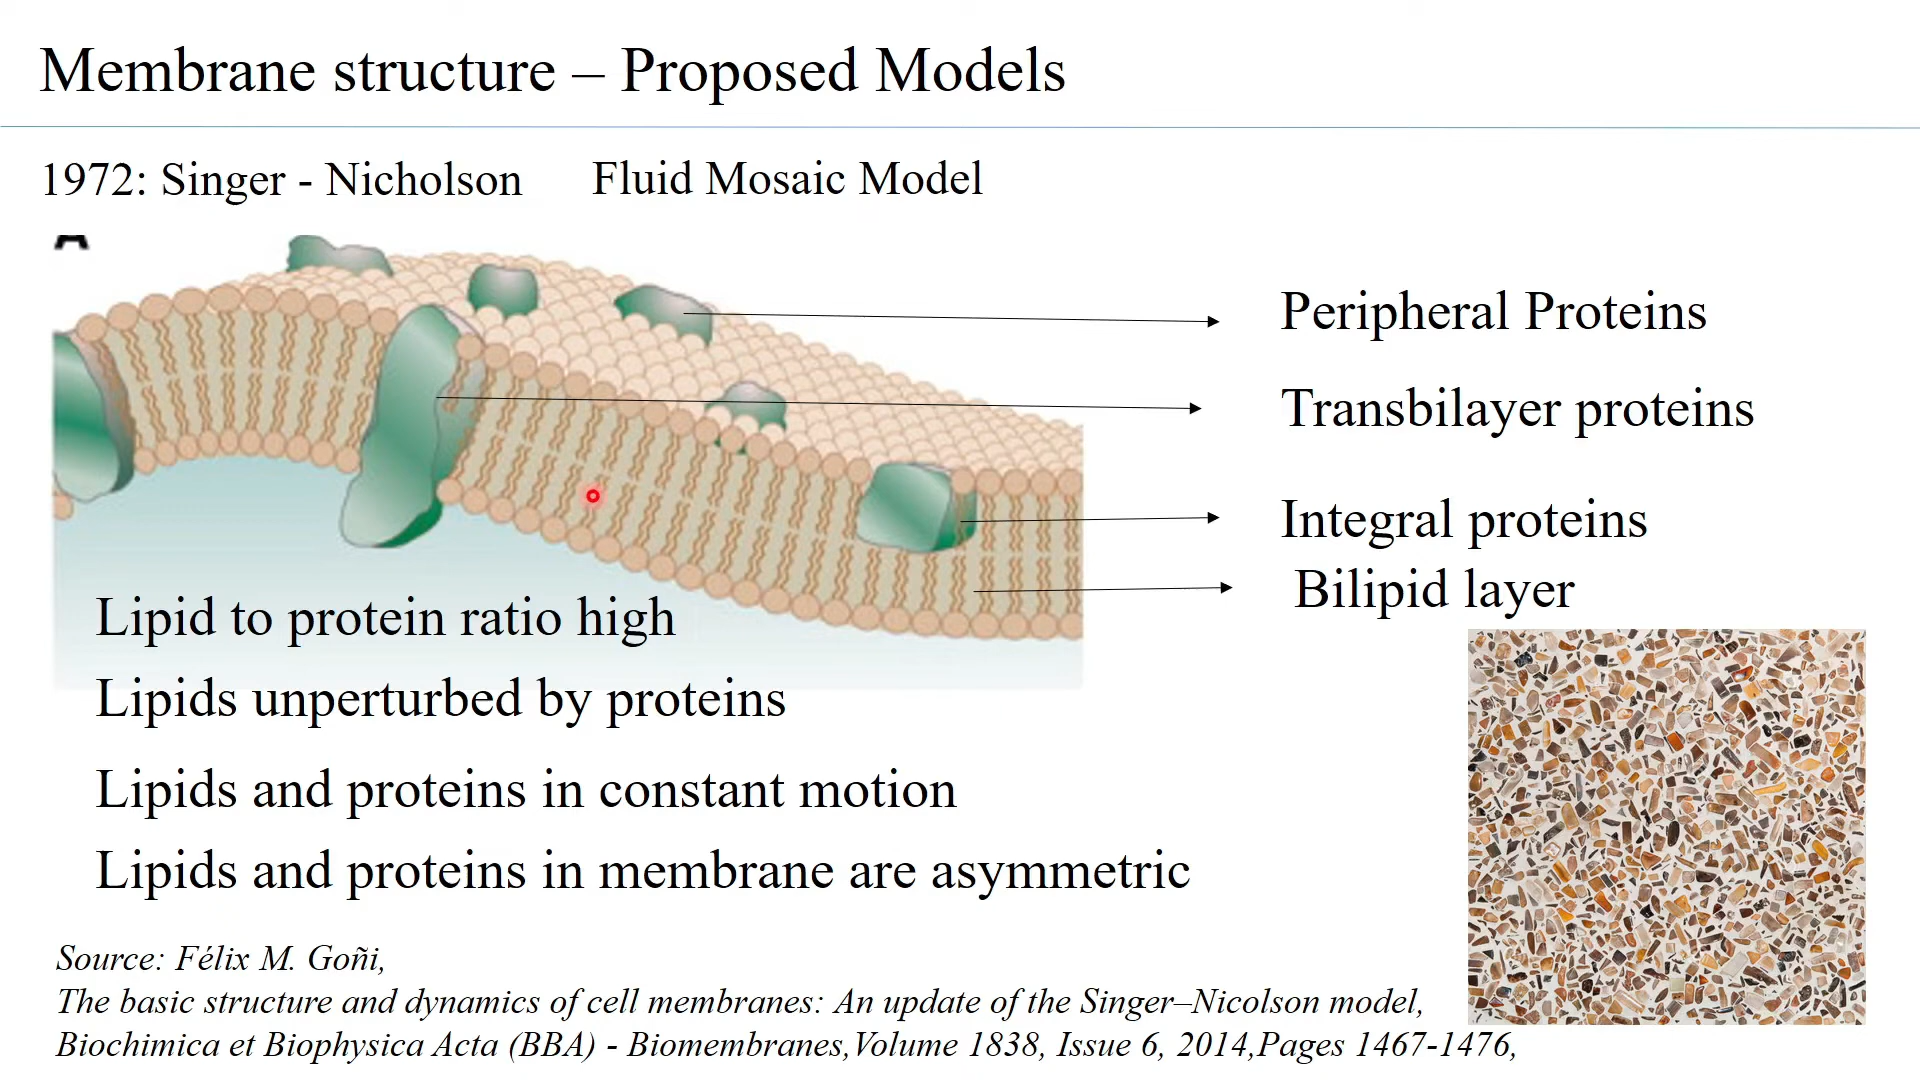 Membrane structure – Proposed Models
1972: Singer - Nicholson Fluid Mosaic Model
Peripheral Proteins
Transbilayer proteins
Integral proteins
Bilipid layer
Lipid to protein ratio high
Lipids unperturbed by proteins
Lipids and proteins in constant motion
Lipids and proteins in membrane are asymmetric
Source: Félix M. Goñi,
The basic structure and dynamics of cell membranes: An update of the Singer–Nicolson model,
Biochimica et Biophysica Acta (BBA) - Biomembranes,Volume 1838, Issue 6, 2014,Pages 1467-1476,